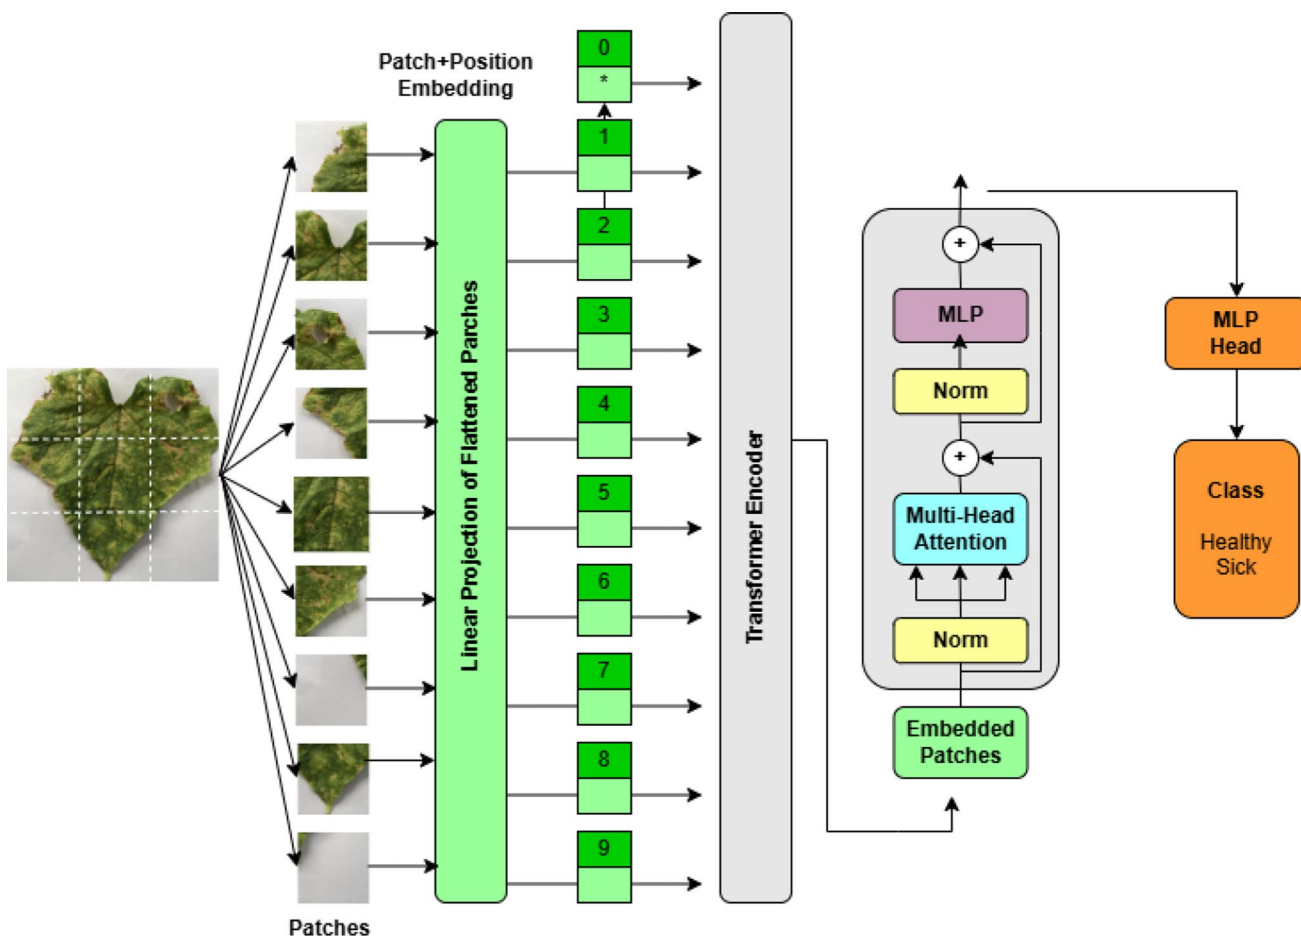 Patch+Position
Embedding
0
*
1
2
3
4
5
6
7
8
9
Patches
Linear Projection of Flattened Parches
Transformer Encoder
+
MLP
Norm
+
Multi-Head
Attention
Norm
Embedded
Patches
MLP
Head
Class
Healthy
Sick